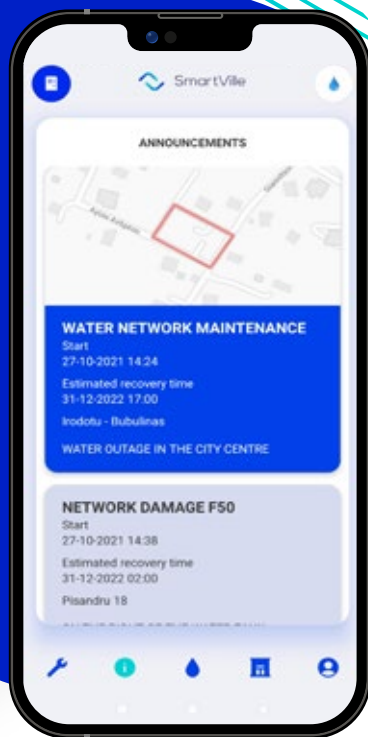 SmartVille
ANNOUNCEMENTS
WATER NETWORK MAINTENANCE
Start
27-10-2021 14:24
Estimated recovery time
31-12-2022 17:00
Irodotu - Bubulinas
WATER OUTAGE IN THE CITY CENTRE
NETWORK DAMAGE F50
Start
27-10-2021 14:38
Estimated recovery time
31-12-2022 02:00
Pisandru 18